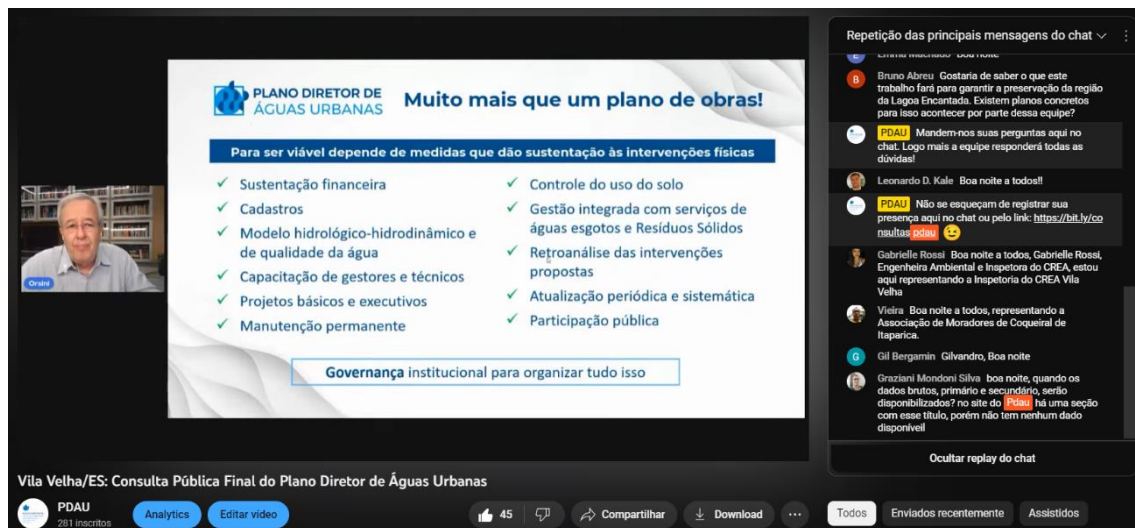 PLANO DIRETOR DE
ÁGUAS URBANAS
Muito mais que um plano de obras!
Para ser viável depende de medidas que dão sustentação às intervenções físicas
✓ Sustentação financeira
✓ Cadastros
✓ Modelo hidrológico-hidrodinâmico e
de qualidade da água
✓ Capacitação de gestores e técnicos
✓ Projetos básicos e executivos
✓ Manutenção permanente
✓ Controle do uso do solo
✓ Gestão integrada com serviços de
águas esgotos e Resíduos Sólidos
✓ Retroanálise das intervenções
propostas
✓ Atualização periódica e sistemática
✓ Participação pública
Governança institucional para organizar tudo isso
Orsini
Repetição das principais mensagens do chat
Emma Machado Boa noite
B Bruno Abreu Gostaria de saber o que este
trabalho fará para garantir a preservação da região
da Lagoa Encantada. Existem planos concretos
para isso acontecer por parte dessa equipe?
PDAU Mandem-nos suas perguntas aqui no
chat. Logo mais a equipe responderá todas as
dúvidas!
Leonardo D. Kale Boa noite a todos!!
PDAU Não se esqueçam de registrar sua
presença aqui no chat ou pelo link: https://bit.ly/co
nsultas pdau 😉
Gabrielle Rossi Boa noite a todos, Gabrielle Rossi,
Engenheira Ambiental e Inspetora do CREA, estou
aqui representando a Inspetoria do CREA Vila
Velha
Vieira Boa noite a todos, representando a
Associação de Moradores de Coqueiral de
Itaparica.
G Gil Bergamin Gilvandro, Boa noite
Graziani Mondoni Silva boa noite, quando os
dados brutos, primário e secundário, serão
disponibilizados? no site do Pdau há uma seção
com esse título, porém não tem nenhum dado
disponíveil
Ocultar replay do chat
Vila Velha/ES: Consulta Pública Final do Plano Diretor de Águas Urbanas
PDAU
281 inscritos
Analytics
Editar vídeo
45
Compartilhar
Download
Todos
Enviados recentemente
Assistidos